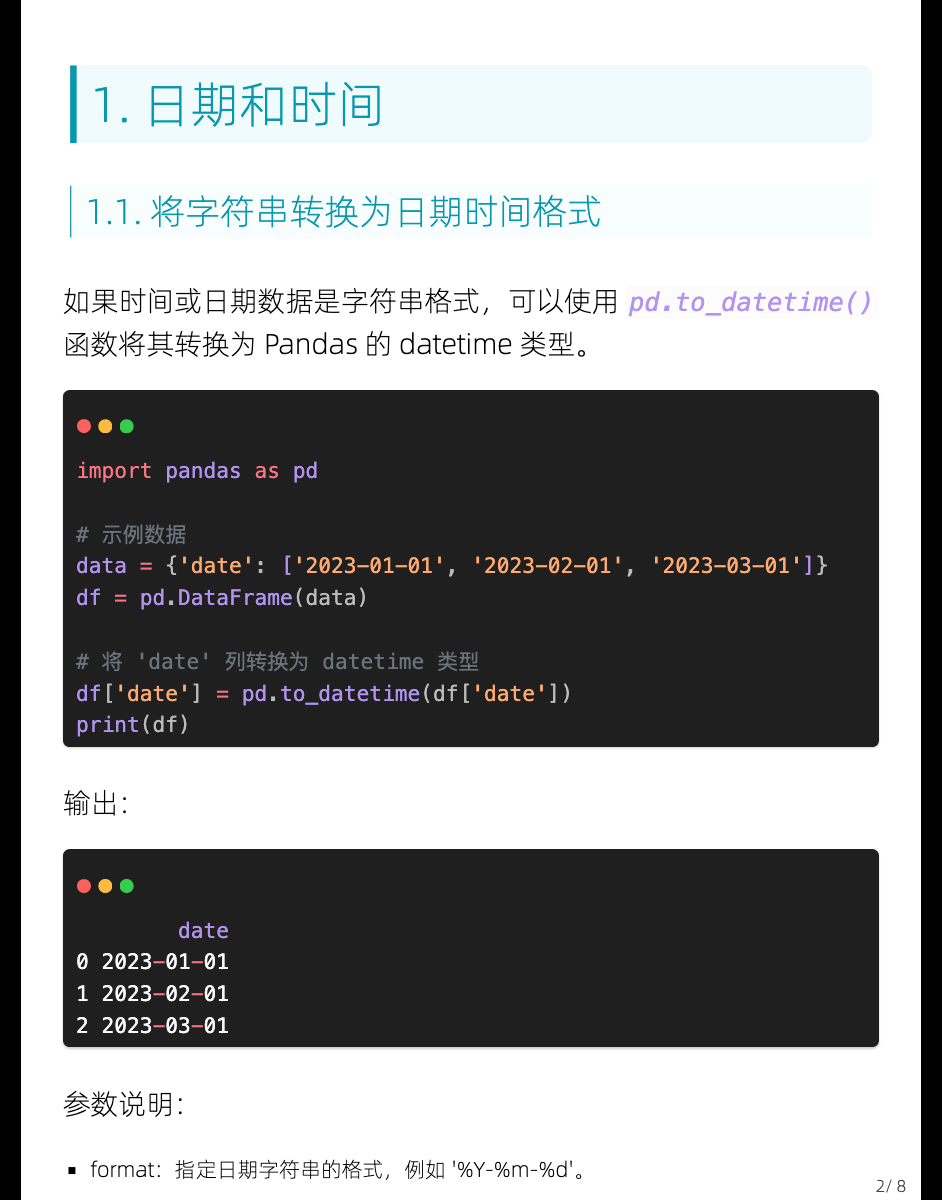 1. 日期和时间
1.1. 将字符串转换为日期时间格式
如果时间或日期数据是字符串格式，可以使用 pd.to_datetime()
函数将其转换为 Pandas 的 datetime 类型。
import pandas as pd
# 示例数据
data = {'date': ['2023-01-01', '2023-02-01', '2023-03-01']}
df = pd.DataFrame(data)
# 将 'date' 列转换为 datetime 类型
df['date'] = pd.to_datetime(df['date'])
print(df)
输出：
date
0 2023-01-01
1 2023-02-01
2 2023-03-01
参数说明：
▪ format：指定日期字符串的格式，例如 '%Y-%m-%d'。
2/ 8